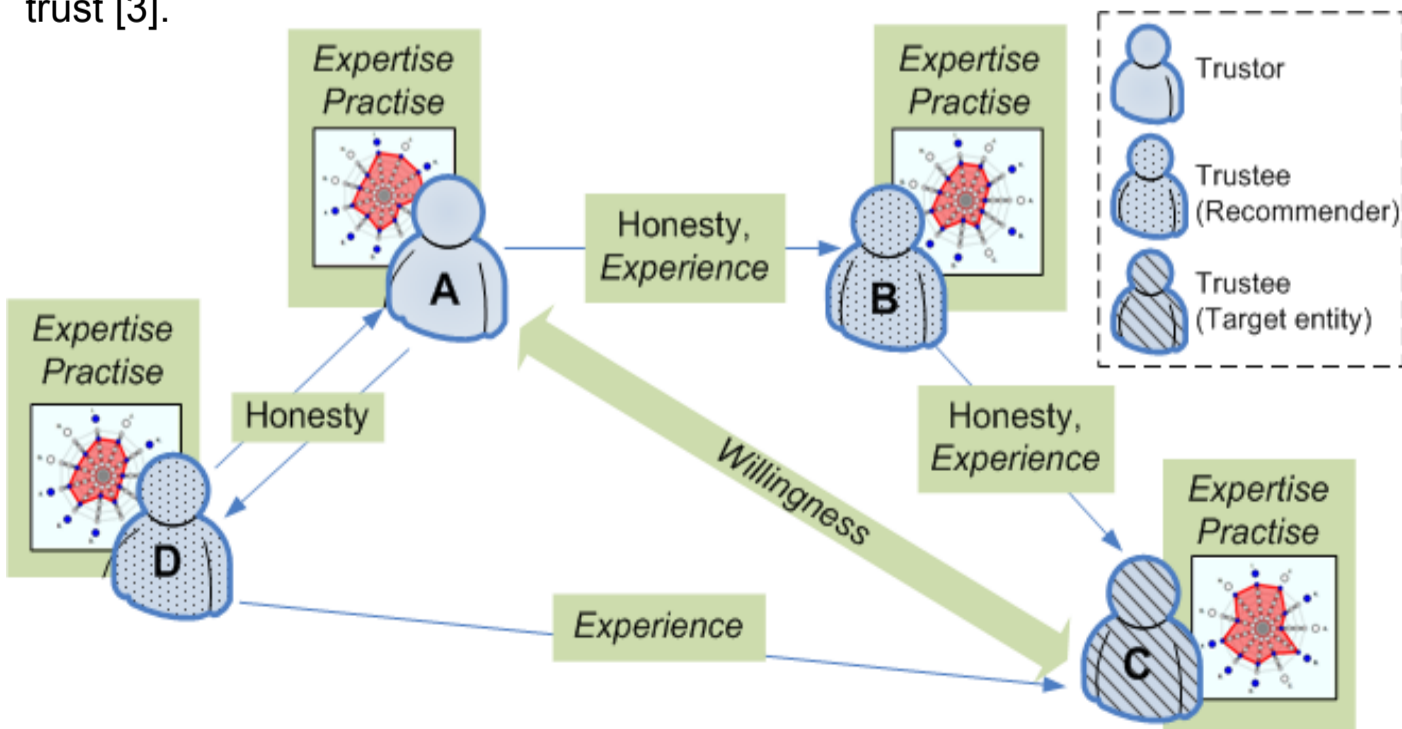 trust [3].
Expertise
Practise
Expertise
Practise
Trustor
Trustee
(Recommender)
Trustee
(Target entity)
Honesty,
Experience
A
B
Expertise
Practise
Honesty
Willingness
Honesty,
Experience
D
Expertise
Practise
Experience
C